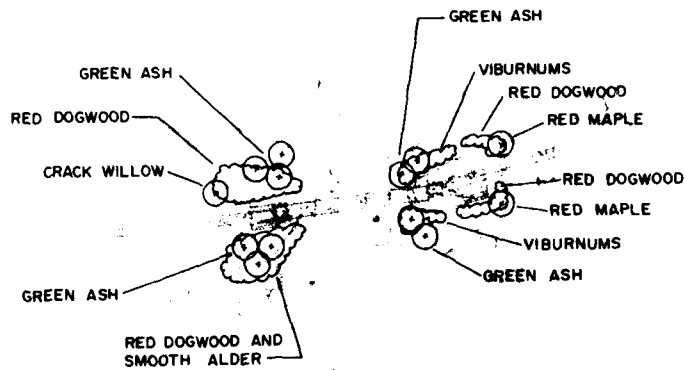 GREEN ASH
VIBURNUMS
GREEN ASH
RED DOGWOOD
RED DOGWOOD
RED MAPLE
CRACK WILLOW
RED DOGWOOD
RED MAPLE
VIBURNUMS
GREEN ASH
GREEN ASH
RED DOGWOOD AND
SMOOTH ALDER